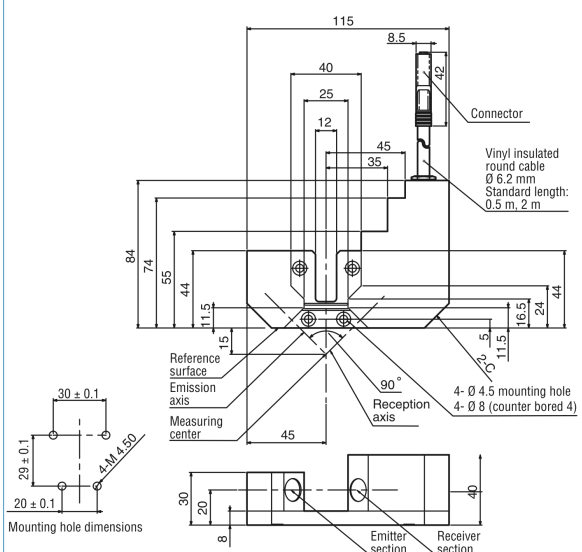 115
8.5
42
40
25
12
45
35
Connector
Vinyl insulated
round cable
Ø 6.2 mm
Standard length:
0.5 m, 2 m
84
74
55
44
11.5
15
44
24
16.5
5
11.5
2-C
Reference
surface
Emission
axis
Measuring
center
90°
Reception
axis
4- Ø 4.5 mounting hole
4- Ø 8 (counter bored 4)
45
30 ± 0.1
29 ± 0.1
4-M 4.50
20 ± 0.1
Mounting hole dimensions
30
20
8
40
Emitter
section
Receiver
section